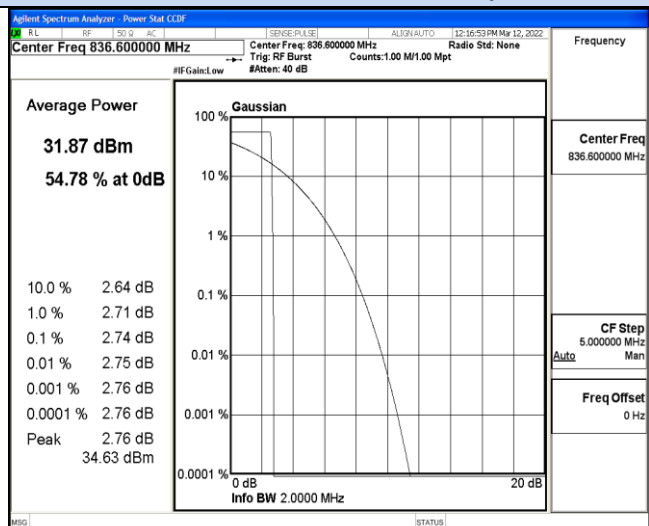 Agilent Spectrum Analyzer - Power Stat CCDF
RL RF 50 Ω AC SENSE:PULSE ALIGN AUTO 12:16:53 PM Mar 12, 2022
Center Freq 836.600000 MHz
Center Freq: 836.600000 MHz Radio Std: None
Trig: RF Burst Counts:1.00 M/1.00 Mpt
#IFGain:Low #Atten: 40 dB
Frequency
Average Power
31.87 dBm
54.78 % at 0dB
10.0 % 2.64 dB
1.0 % 2.71 dB
0.1 % 2.74 dB
0.01 % 2.75 dB
0.001 % 2.76 dB
0.0001 % 2.76 dB
Peak 2.76 dB
34.63 dBm
Gaussian
100 %
10 %
1 %
0.1 %
0.01 %
0.001 %
0.0001 %
0 dB 20 dB
Info BW 2.0000 MHz
Center Freq
836.600000 MHz
CF Step
5.000000 MHz
Auto Man
Freq Offset
0 Hz
MSG STATUS